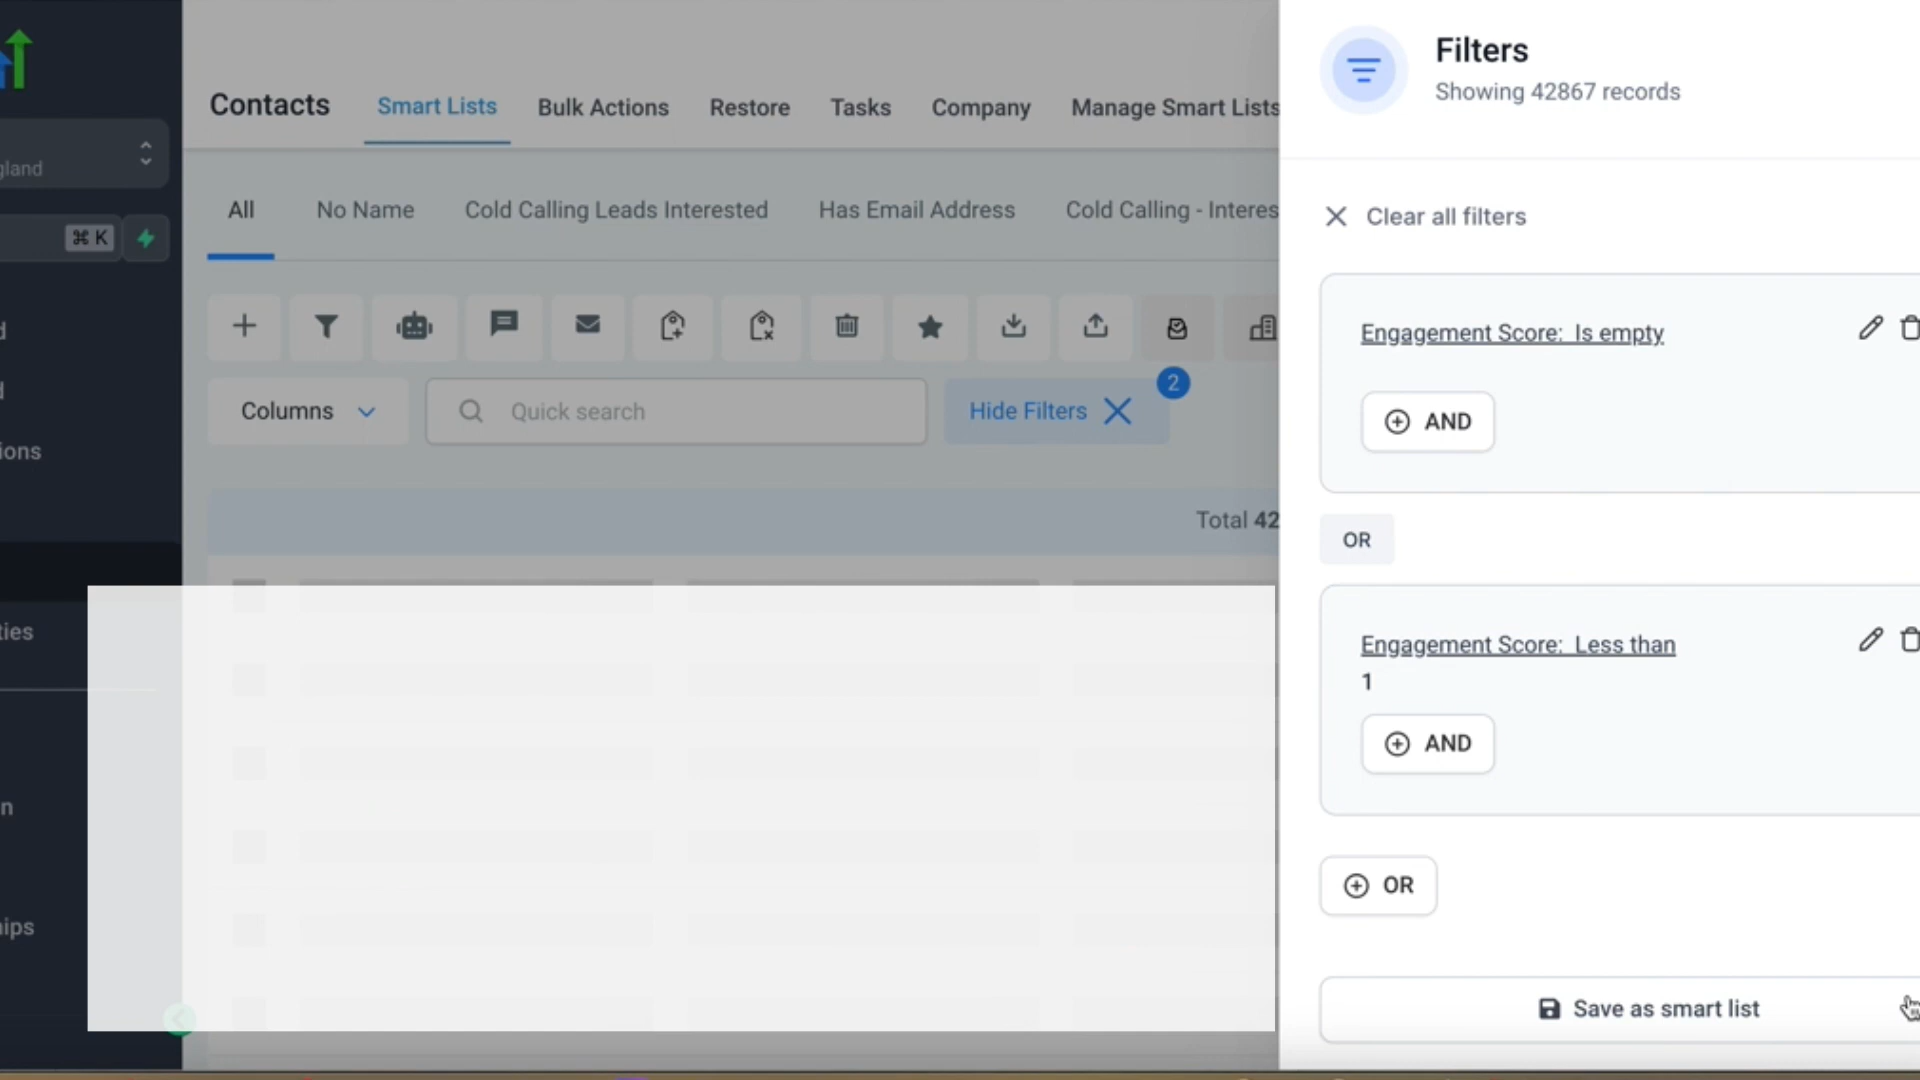 Filters
Showing 42867 records
Contacts
Smart Lists
Bulk Actions
Restore
Tasks
Company
Manage Smart Lists
gland
Clear all filters
All
No Name
Cold Calling Leads Interested
Has Email Address
Cold Calling - Interes
⌘ K
d
Engagement Score: Is empty
AND
d
2
Columns
Quick search
Hide Filters
ions
Total 42
OR
ties
Engagement Score: Less than
1
AND
n
OR
hips
Save as smart list